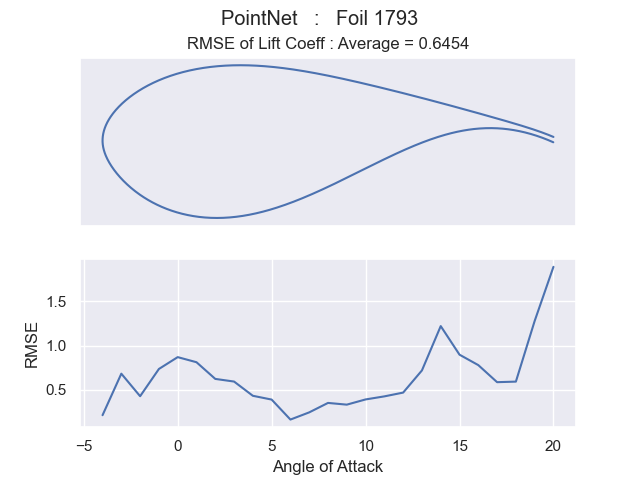 PointNet   :   Foil 1793
RMSE of Lift Coeff : Average = 0.6454
1.5
1.0
0.5
RMSE
−5 0 5 10 15 20
Angle of Attack